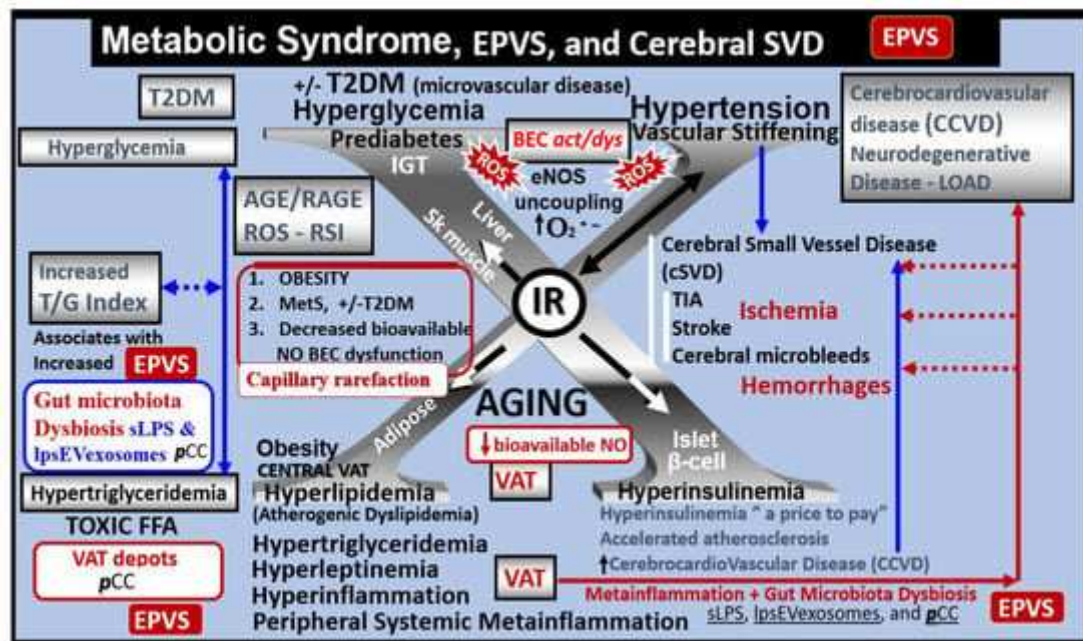 Metabolic Syndrome, EPVS, and Cerebral SVD
EPVS
T2DM
Hyperglycemia
Increased
T/G Index
Associates with
Increased EPVS
Gut microbiota
Dysbiosis sLPS &
lpsEVexosomes pCC
Hypertriglyceridemia
TOXIC FFA
VAT depots
pCC
EPVS
+/- T2DM (microvascular disease)
Hyperglycemia
Prediabetes
IGT
Liver
Sk muscle
AGE/RAGE
ROS - RSI
BEC act/dys
ROS
ROS
eNOS
uncoupling
↑O₂•–
Hypertension
Vascular Stiffening
1. OBESITY
2. MetS, +/-T2DM
3. Decreased bioavailable
NO BEC dysfunction
Capillary rarefaction
IR
AGING
↓bioavailable NO
VAT
Adipose
Islet
β-cell
Obesity
CENTRAL VAT
Hyperlipidemia
(Atherogenic Dyslipidemia)
Hypertriglyceridemia
Hyperleptinemia
Hyperinflammation
Peripheral Systemic Metainflammation
VAT
Cerebrocardiovascular
disease (CCVD)
Neurodegenerative
Disease - LOAD
Cerebral Small Vessel Disease
(cSVD)
TIA
Stroke
Cerebral microbleeds
Ischemia
Hemorrhages
Hyperinsulinemia
Hyperinsulinemia “ a price to pay”
Accelerated atherosclerosis
↑CerebrocardioVascular Disease (CCVD)
Metainflammation + Gut Microbiota Dysbiosis
sLPS, lpsEVexosomes, and pCC
EPVS